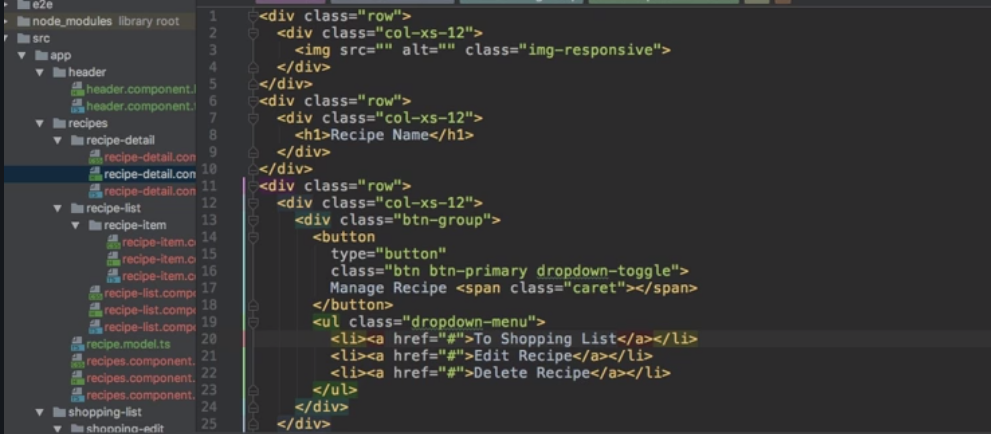 e2e
node_modules library root
src
app
header
header.component.
header.component.
recipes
recipe-detail
recipe-detail.com
recipe-detail.com
recipe-detail.com
recipe-list
recipe-item
recipe-item.c
recipe-item.c
recipe-item.c
recipe-list.comp
recipe-list.comp
recipe-list.comp
recipe.model.ts
recipes.component.
recipes.component.
shopping-list
shopping-edit
1 <div class="row">
2 <div class="col-xs-12">
3 <img src="" alt="" class="img-responsive">
4 </div>
5 </div>
6 <div class="row">
7 <div class="col-xs-12">
8 <h1>Recipe Name</h1>
9 </div>
10 </div>
11 <div class="row">
12 <div class="col-xs-12">
13 <div class="btn-group">
14 <button
15 type="button"
16 class="btn btn-primary dropdown-toggle">
17 Manage Recipe <span class="caret"></span>
18 </button>
19 <ul class="dropdown-menu">
20 <li><a href="#">To Shopping List</a></li>
21 <li><a href="#">Edit Recipe</a></li>
22 <li><a href="#">Delete Recipe</a></li>
23 </ul>
24 </div>
25 </div>